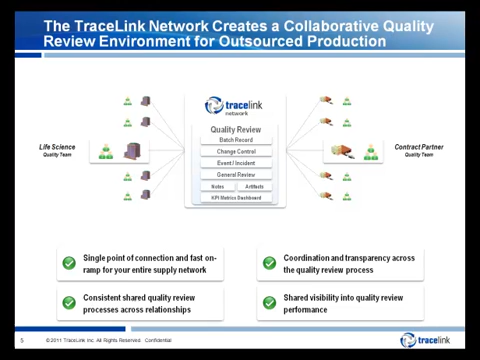 The TraceLink Network Creates a Collaborative Quality
Review Environment for Outsourced Production
tracelink
network
Quality Review
Batch Record
Change Control
Event / Incident
General Review
Notes
Artifacts
KPI Metrics Dashboard
Life Science
Quality Team
Contract Partner
Quality Team
Single point of connection and fast on-
ramp for your entire supply network
Coordination and transparency across
the quality review process
Consistent shared quality review
processes across relationships
Shared visibility into quality review
performance
5
© 2011 TraceLink Inc. All Rights Reserved. Confidential
tracelink